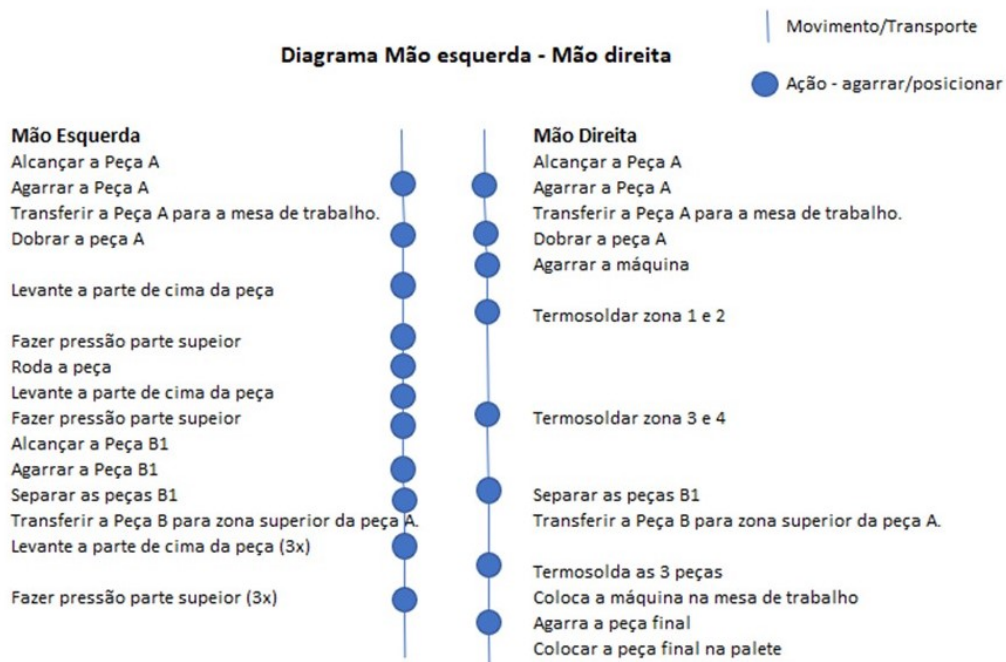 Movimento/Transporte
Diagrama Mão esquerda - Mão direita
Ação - agarrar/posicionar
Mão Esquerda
Alcançar a Peça A
Agarrar a Peça A
Transferir a Peça A para a mesa de trabalho.
Dobrar a peça A
Levante a parte de cima da peça
Fazer pressão parte supeior
Roda a peça
Levante a parte de cima da peça
Fazer pressão parte supeior
Alcançar a Peça B1
Agarrar a Peça B1
Separar as peças B1
Transferir a Peça B para zona superior da peça A.
Levante a parte de cima da peça (3x)
Fazer pressão parte supeior (3x)
Mão Direita
Alcançar a Peça A
Agarrar a Peça A
Transferir a Peça A para a mesa de trabalho.
Dobrar a peça A
Agarrar a máquina
Termosoldar zona 1 e 2
Termosoldar zona 3 e 4
Separar as peças B1
Transferir a Peça B para zona superior da peça A.
Termosolda as 3 peças
Coloca a máquina na mesa de trabalho
Agarra a peça final
Colocar a peça final na palete